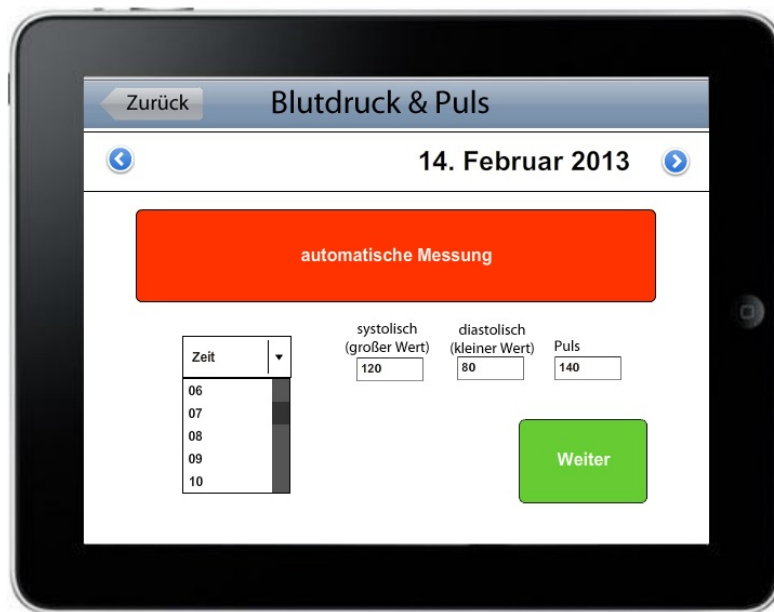 Zurück
Blutdruck & Puls
14. Februar 2013
automatische Messung
Zeit
06
07
08
09
10
systolisch
(großer Wert)
120
diastolisch
(kleiner Wert)
80
Puls
140
Weiter